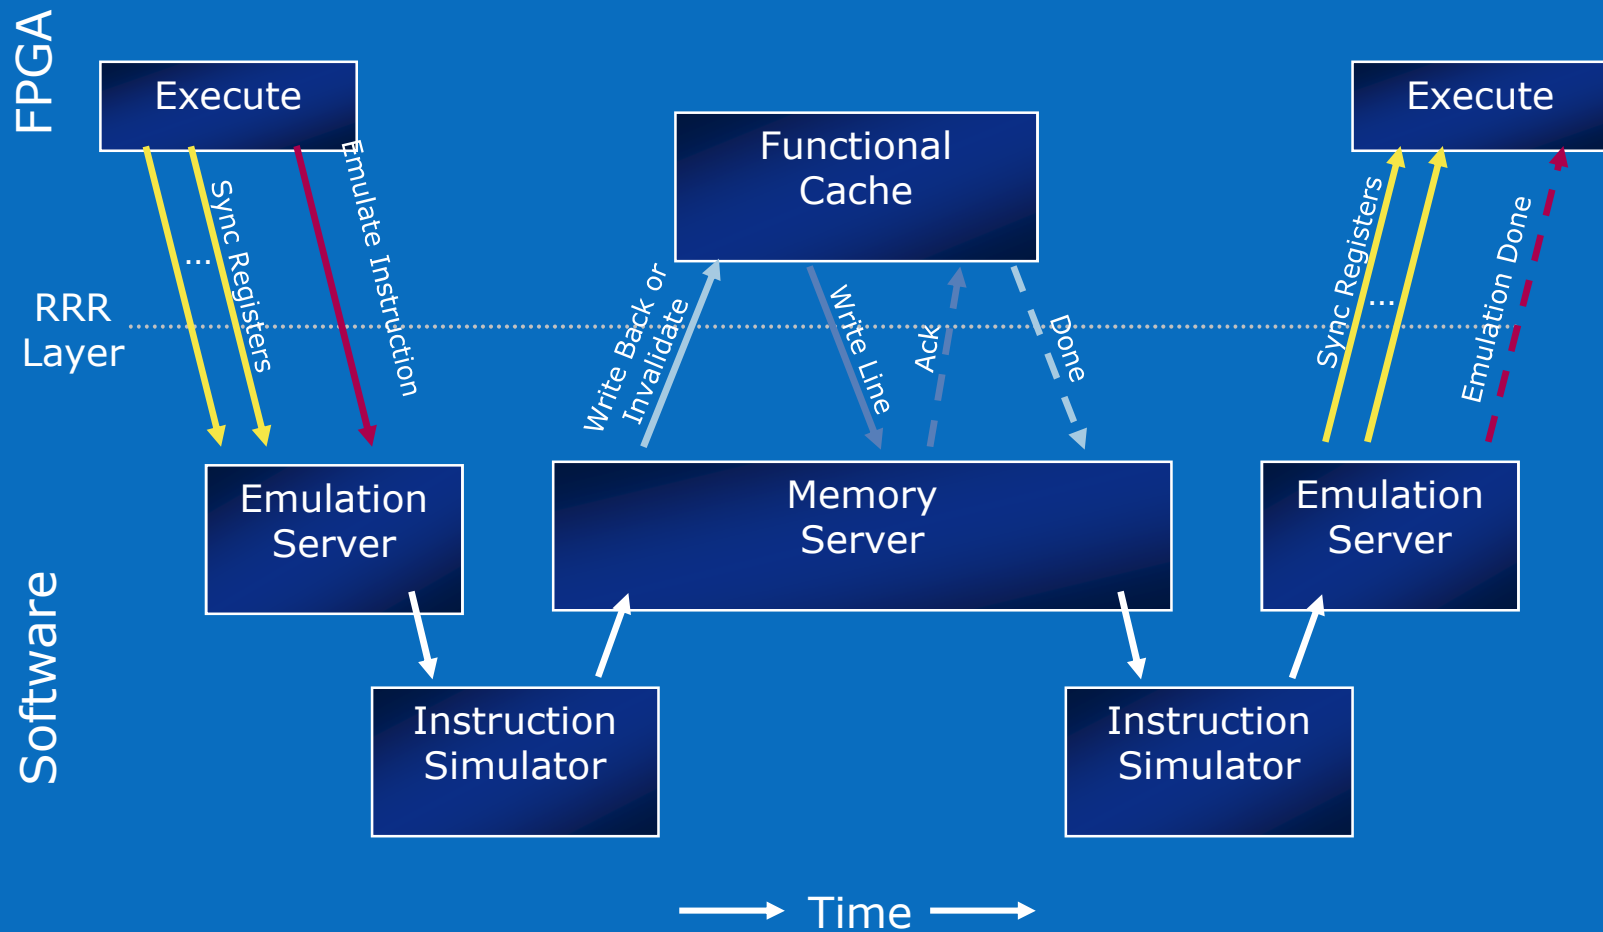 FPGA
Execute
Execute
Functional
Cache
Sync Registers
...
Emulate Instruction
RRR
Layer
Write Back or
Invalidate
Write Line
Ack
Done
Sync Registers
...
Emulation Done
Emulation
Server
Memory
Server
Emulation
Server
Software
Instruction
Simulator
Instruction
Simulator
Time